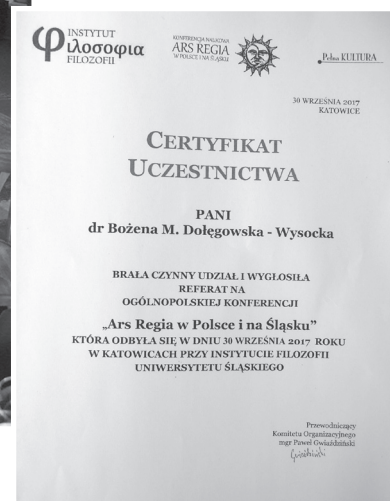 INSTYTUT
φιλοσοφια
FILOZOFII
KONFERENCJA NAUKOWA
ARS REGIA
W POLSCE I NA ŚLĄSKU
Pełna KULTURA
30 WRZEŚNIA 2017
KATOWICE
CERTYFIKAT
UCZESTNICTWA
PANI
dr Bożena M. Dołęgowska - Wysocka
BRAŁA CZYNNY UDZIAŁ I WYGŁOSIŁA
REFERAT NA
OGÓLNOPOLSKIEJ KONFERENCJI
„Ars Regia w Polsce i na Śląsku”
KTÓRA ODBYŁA SIĘ W DNIU 30 WRZEŚNIA 2017 ROKU
W KATOWICACH PRZY INSTYTUCIE FILOZOFII
UNIWERSYTETU ŚLĄSKIEGO
Przewodniczący
Komitetu Organizacyjnego
mgr Paweł Gwiaździński